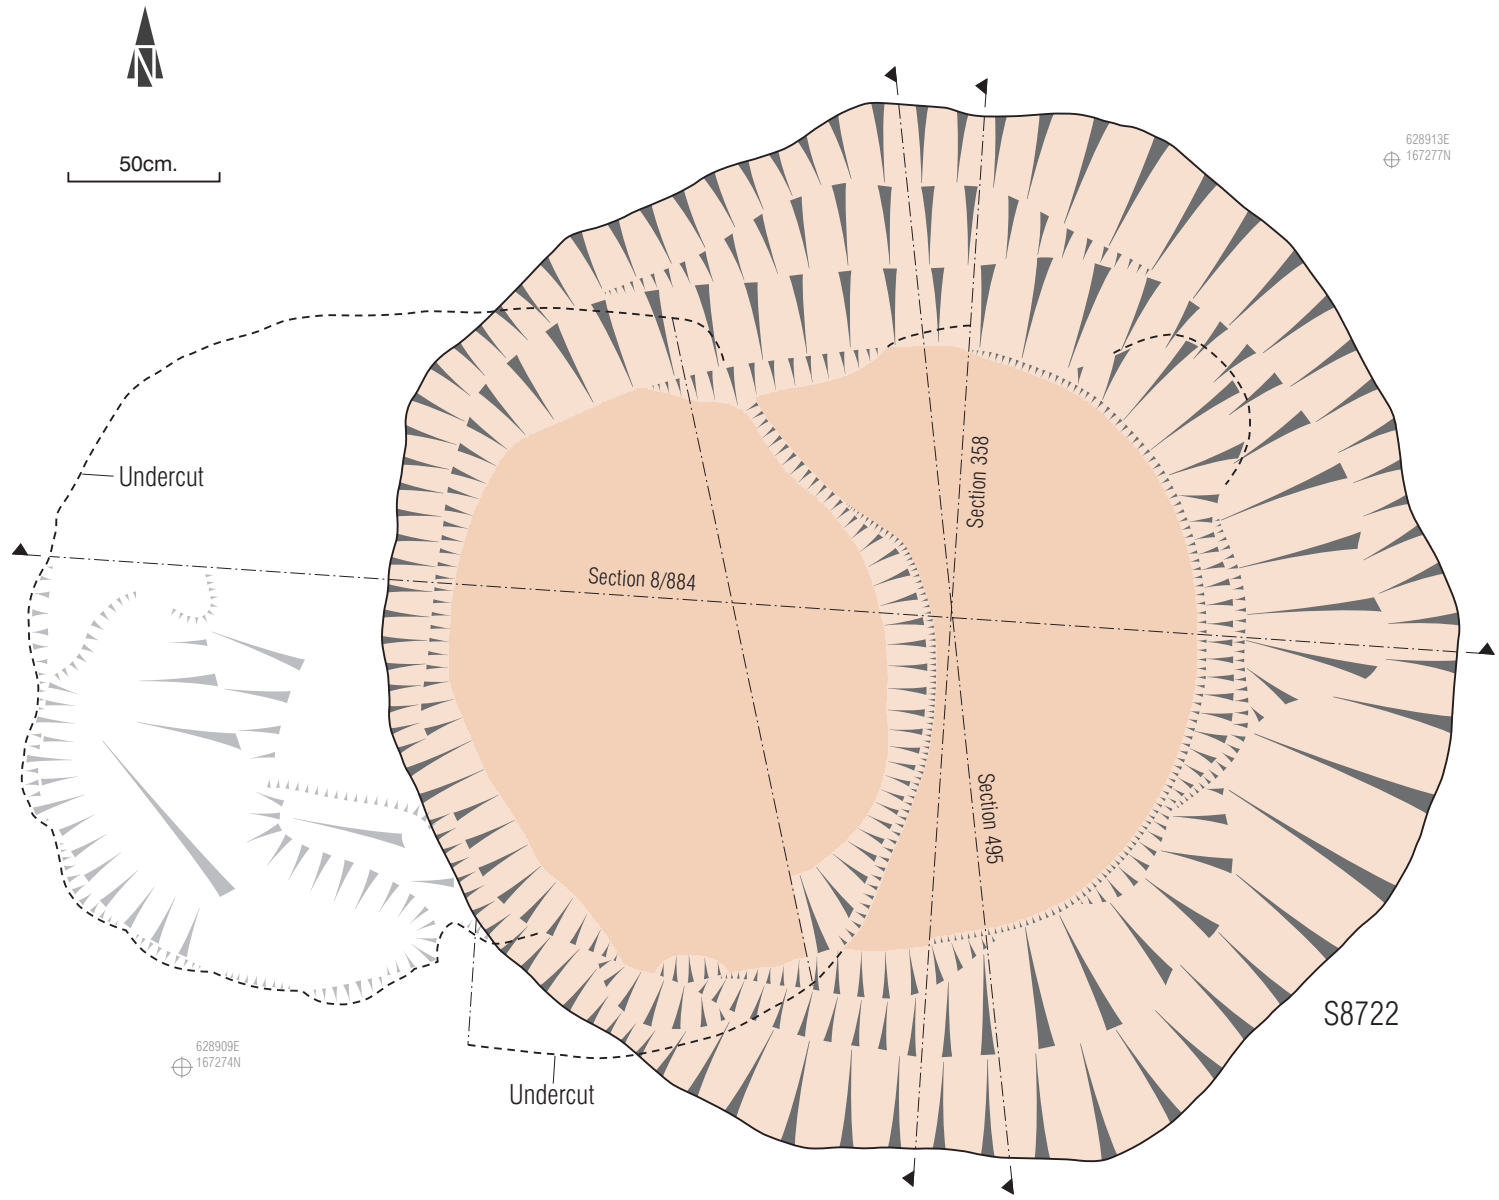 N
50cm.
628913E
167277N
Undercut
Section 358
Section 8/884
Section 495
S8722
628909E
167274N
Undercut